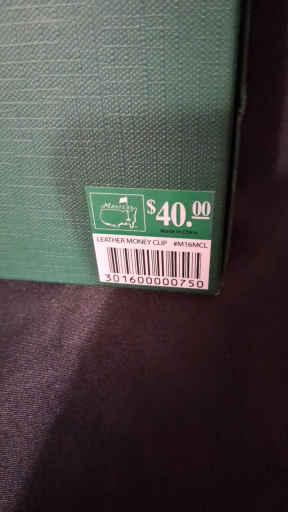 Masters
$40.00
Made in China
LEATHER MONEY CLIP #M16MCL
301600000750